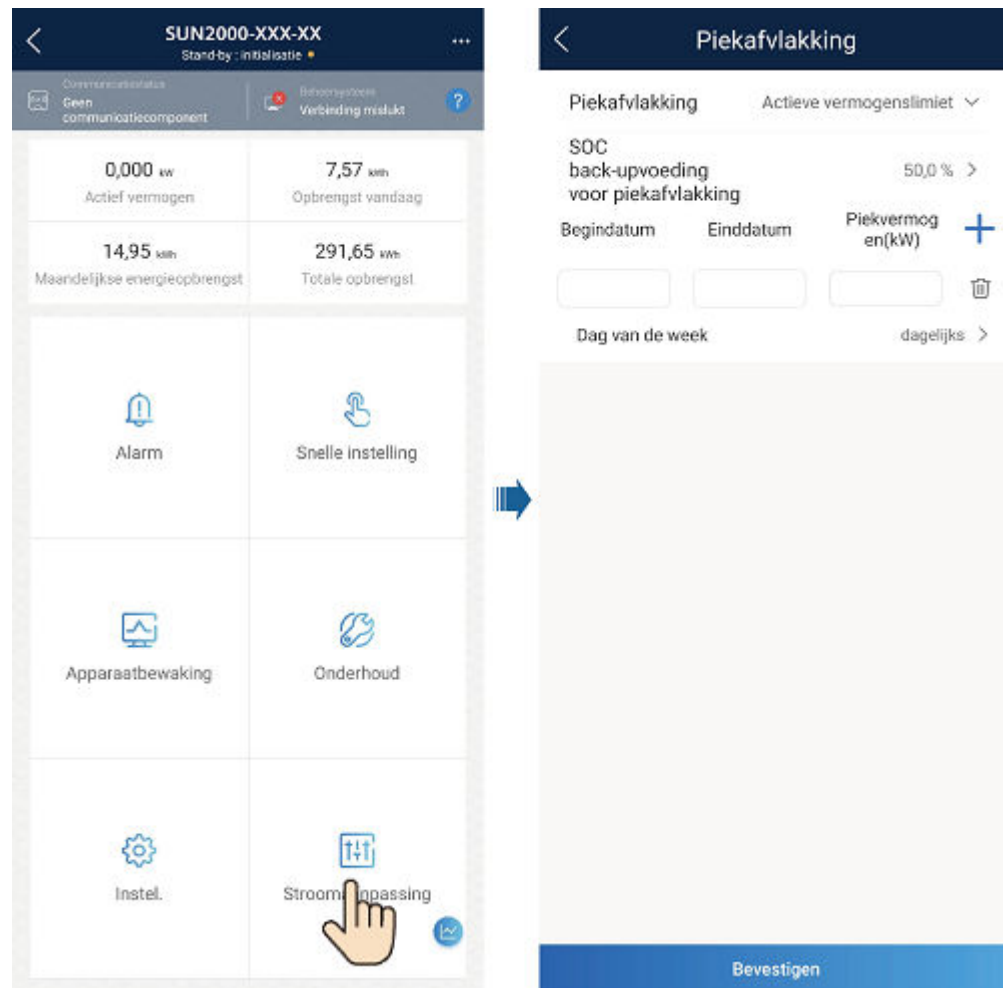 SUN2000-XXX-XX
Stand-by : initialisatie
Communicatiestatus
Geen
communicatiecomponent
Beheersysteem
Verbinding mislukt
?
0,000 kW
Actief vermogen
7,57 kWh
Opbrengst vandaag
14,95 kWh
Maandelijkse energieopbrengst
291,65 kWh
Totale opbrengst
Alarm
Snelle instelling
Apparaatbewaking
Onderhoud
Instel.
Stroomaanpassing
Piekafvlakking
Piekafvlakking
Actieve vermogenslimiet
SOC
back-upvoeding
voor piekafvlakking
50,0 %
Begindatum
Einddatum
Piekvermog
en(kW)
Dag van de week
dagelijks
Bevestigen